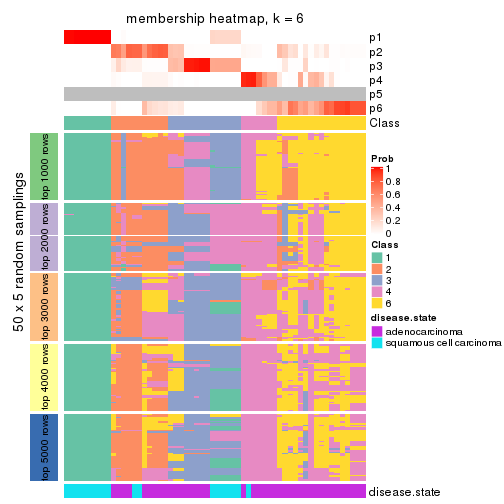 membership heatmap, k = 6
p1
p2
p3
p4
p5
p6
Class
50 x 5 random samplings
top 1000 rows
top 2000 rows
top 3000 rows
top 4000 rows
top 5000 rows
Prob
1
0.8
0.6
0.4
0.2
0
Class
1
2
3
4
6
disease.state
adenocarcinoma
squamous cell carcinoma
disease.state